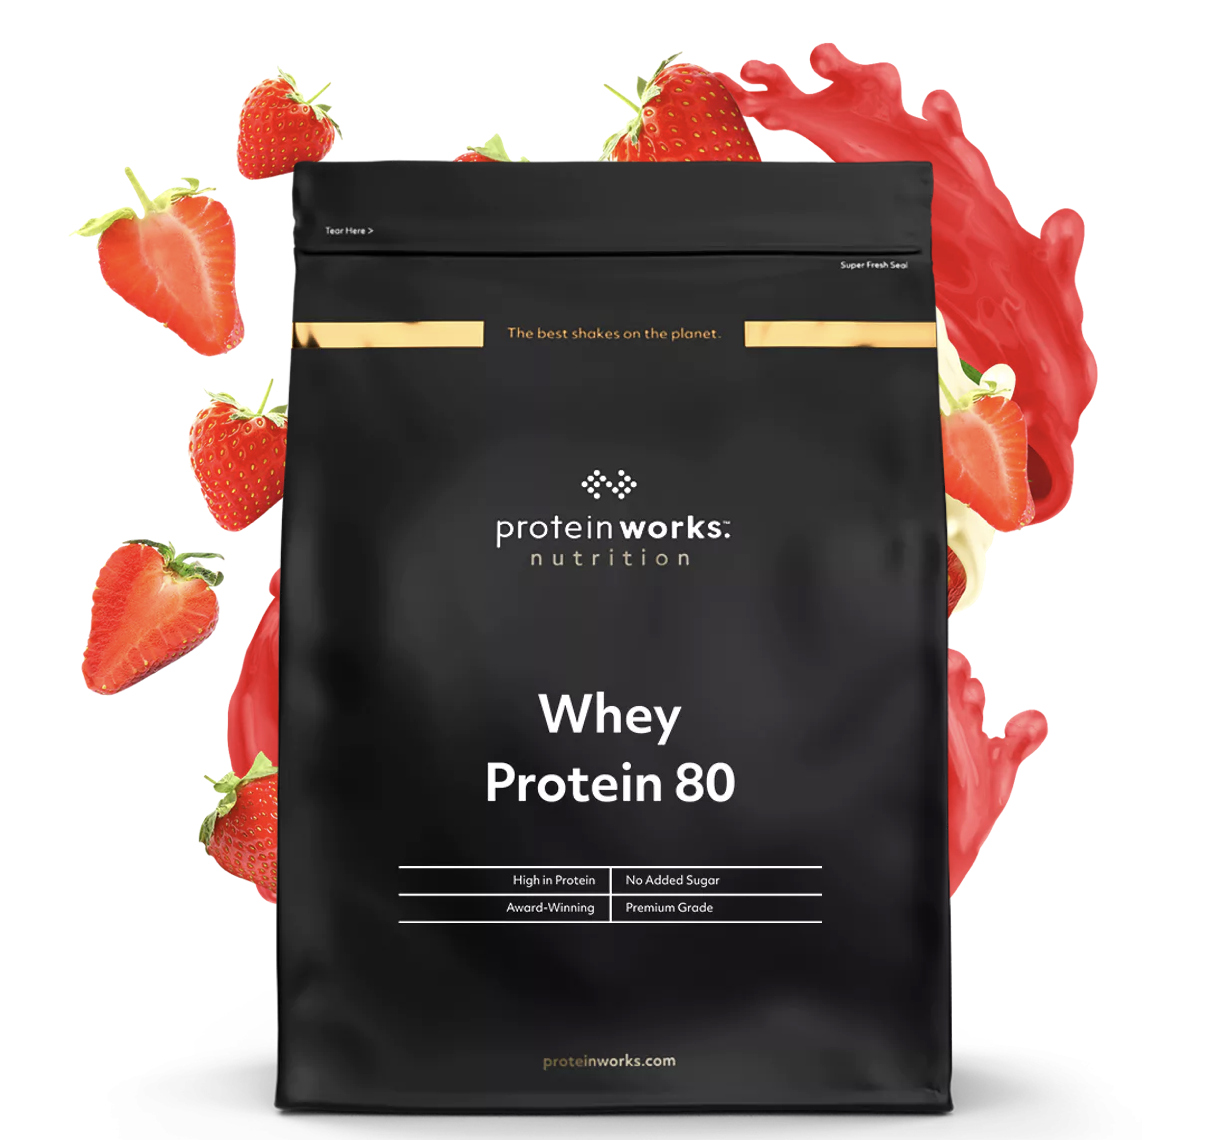 Tear Here >
Super Fresh Seal
The best shakes on the planet.
protein works.™
nutrition
Whey
Protein 80
High in Protein
No Added Sugar
Award-Winning
Premium Grade
proteinworks.com